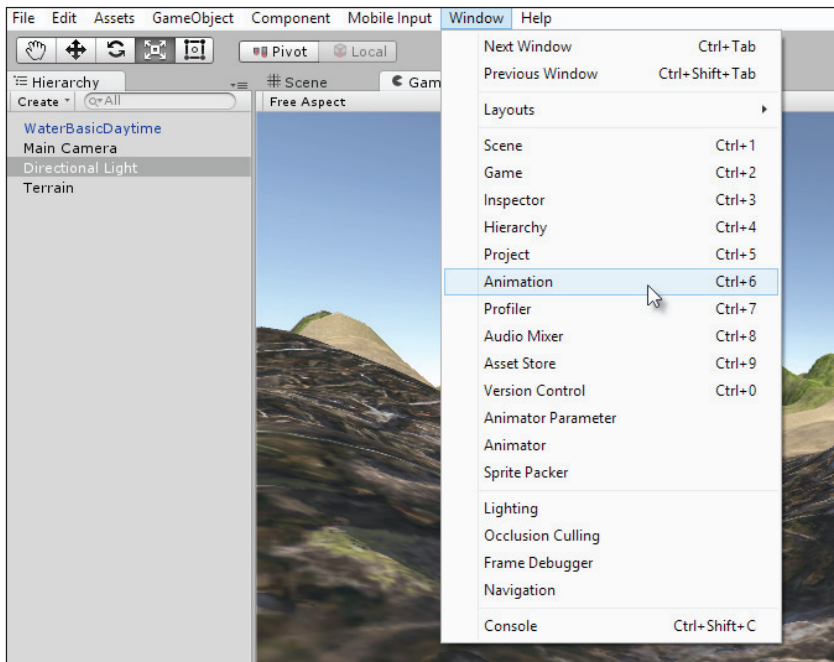 File Edit Assets GameObject Component Mobile Input Window Help
Pivot Local
Hierarchy
Create All
WaterBasicDaytime
Main Camera
Directional Light
Terrain
# Scene Gam
Free Aspect
Next Window Ctrl+Tab
Previous Window Ctrl+Shift+Tab
Layouts
Scene Ctrl+1
Game Ctrl+2
Inspector Ctrl+3
Hierarchy Ctrl+4
Project Ctrl+5
Animation Ctrl+6
Profiler Ctrl+7
Audio Mixer Ctrl+8
Asset Store Ctrl+9
Version Control Ctrl+0
Animator Parameter
Animator
Sprite Packer
Lighting
Occlusion Culling
Frame Debugger
Navigation
Console Ctrl+Shift+C